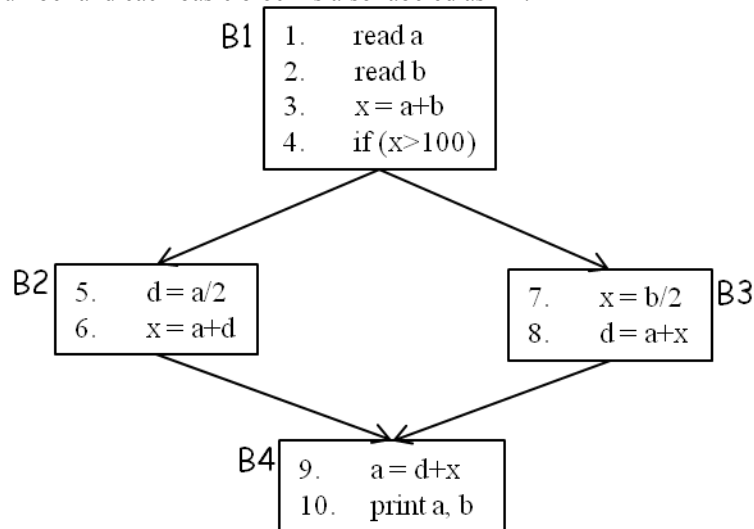 B1
1. read a
2. read b
3. x = a+b
4. if (x>100)
B2
5. d = a/2
6. x = a+d
B3
7. x = b/2
8. d = a+x
B4
9. a = d+x
10. print a, b